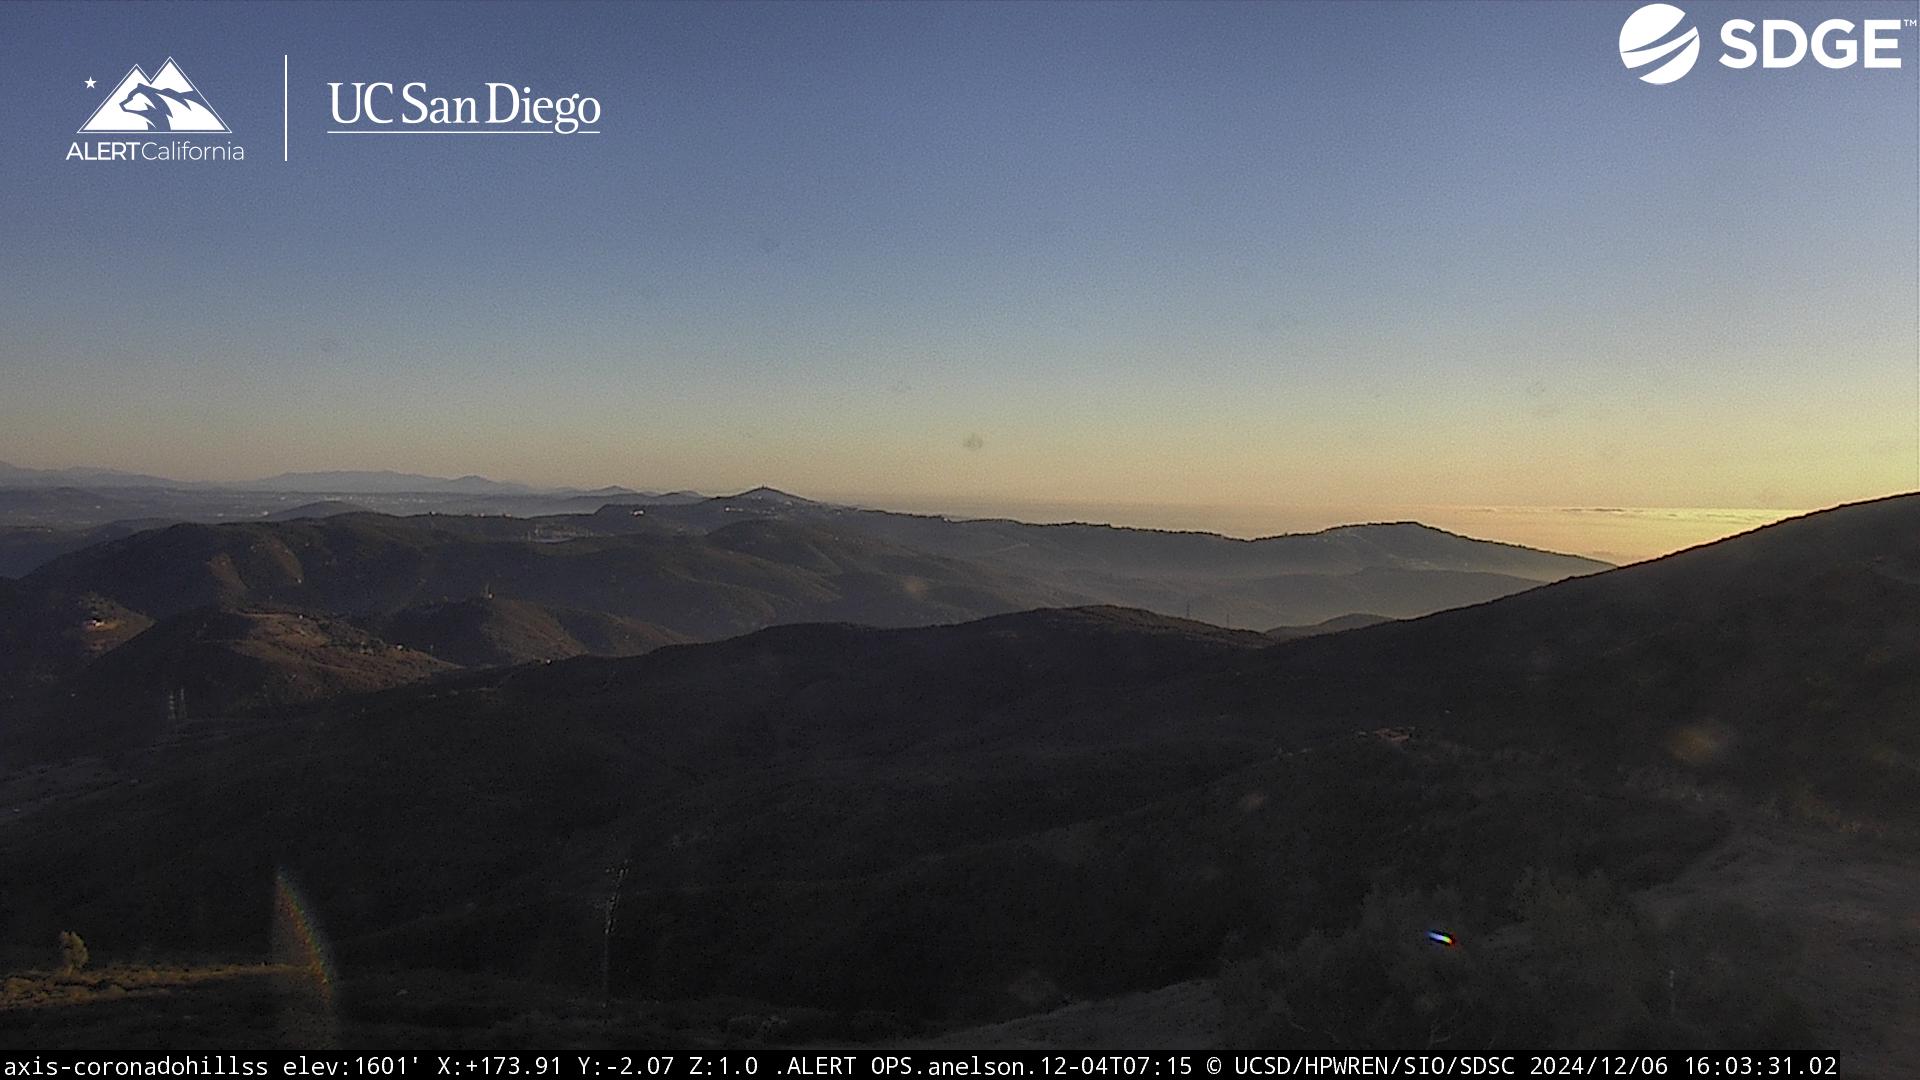 ALERTCalifornia
UC San Diego
SDGE™
axis-coronadohillss elev:1601' X:+173.91 Y:-2.07 Z:1.0 .ALERT OPS.anelson.12-04T07:15 © UCSD/HPWREN/SIO/SDSC 2024/12/06 16:03:31.02